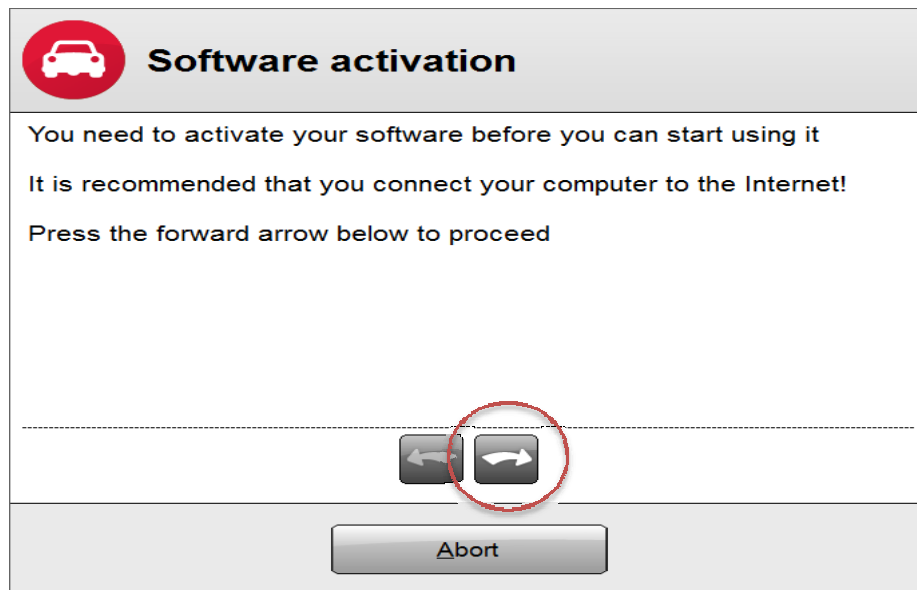 Software activation
You need to activate your software before you can start using it
It is recommended that you connect your computer to the Internet!
Press the forward arrow below to proceed
Abort